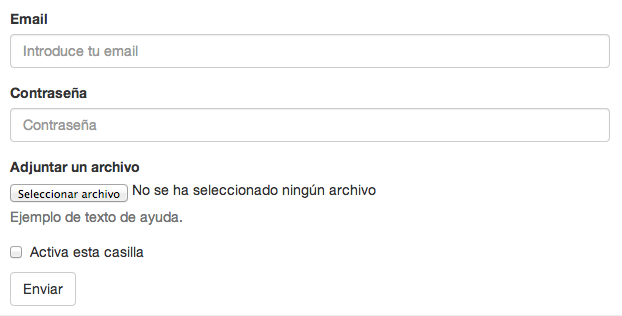 Email
Introduce tu email
Contraseña
Contraseña
Adjuntar un archivo
Seleccionar archivo No se ha seleccionado ningún archivo
Ejemplo de texto de ayuda.
Activa esta casilla
Enviar